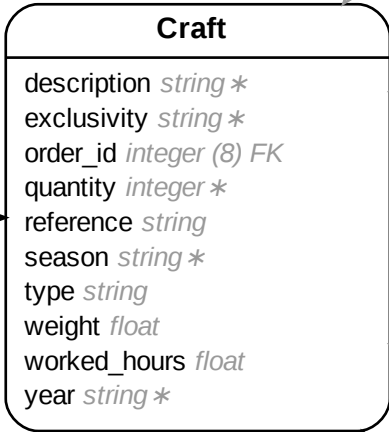 Craft
description string ∗
exclusivity string ∗
order_id integer (8) FK
quantity integer ∗
reference string
season string ∗
type string
weight float
worked_hours float
year string ∗